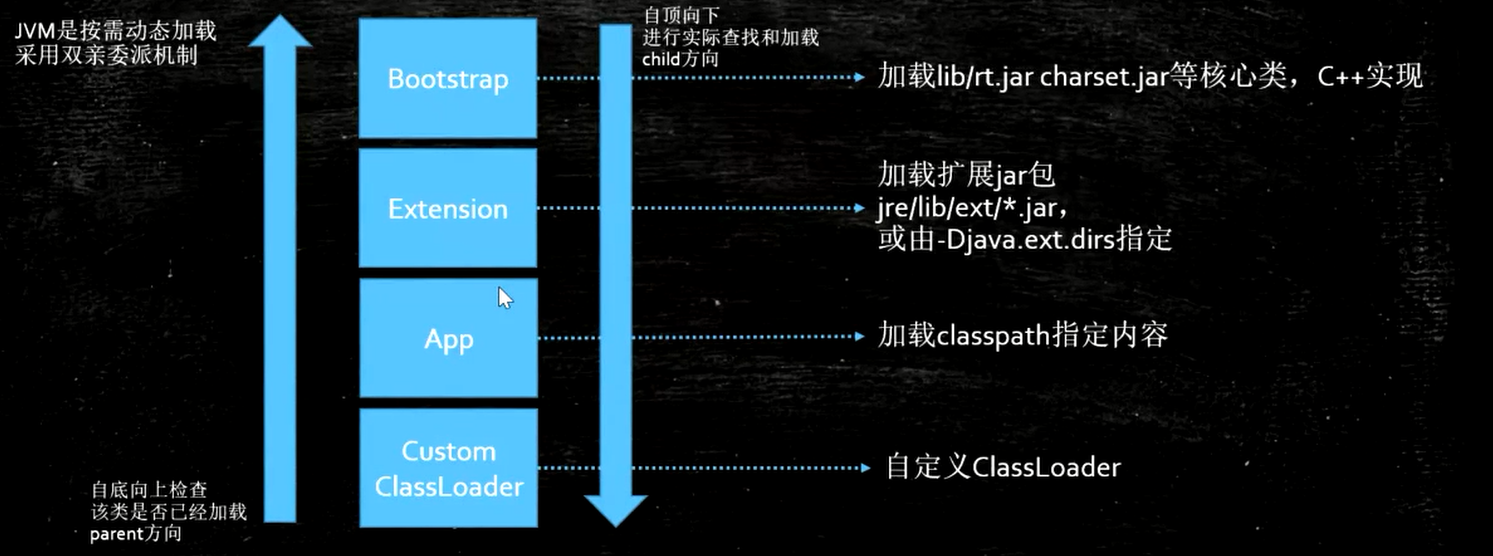 JVM是按需动态加载
采用双亲委派机制
自顶向下
进行实际查找和加载
child方向
Bootstrap
加载lib/rt.jar charset.jar等核心类，C++实现
Extension
加载扩展jar包
jre/lib/ext/*.jar，
或由-Djava.ext.dirs指定
App
加载classpath指定内容
Custom
ClassLoader
自定义ClassLoader
自底向上检查
该类是否已经加载
parent方向